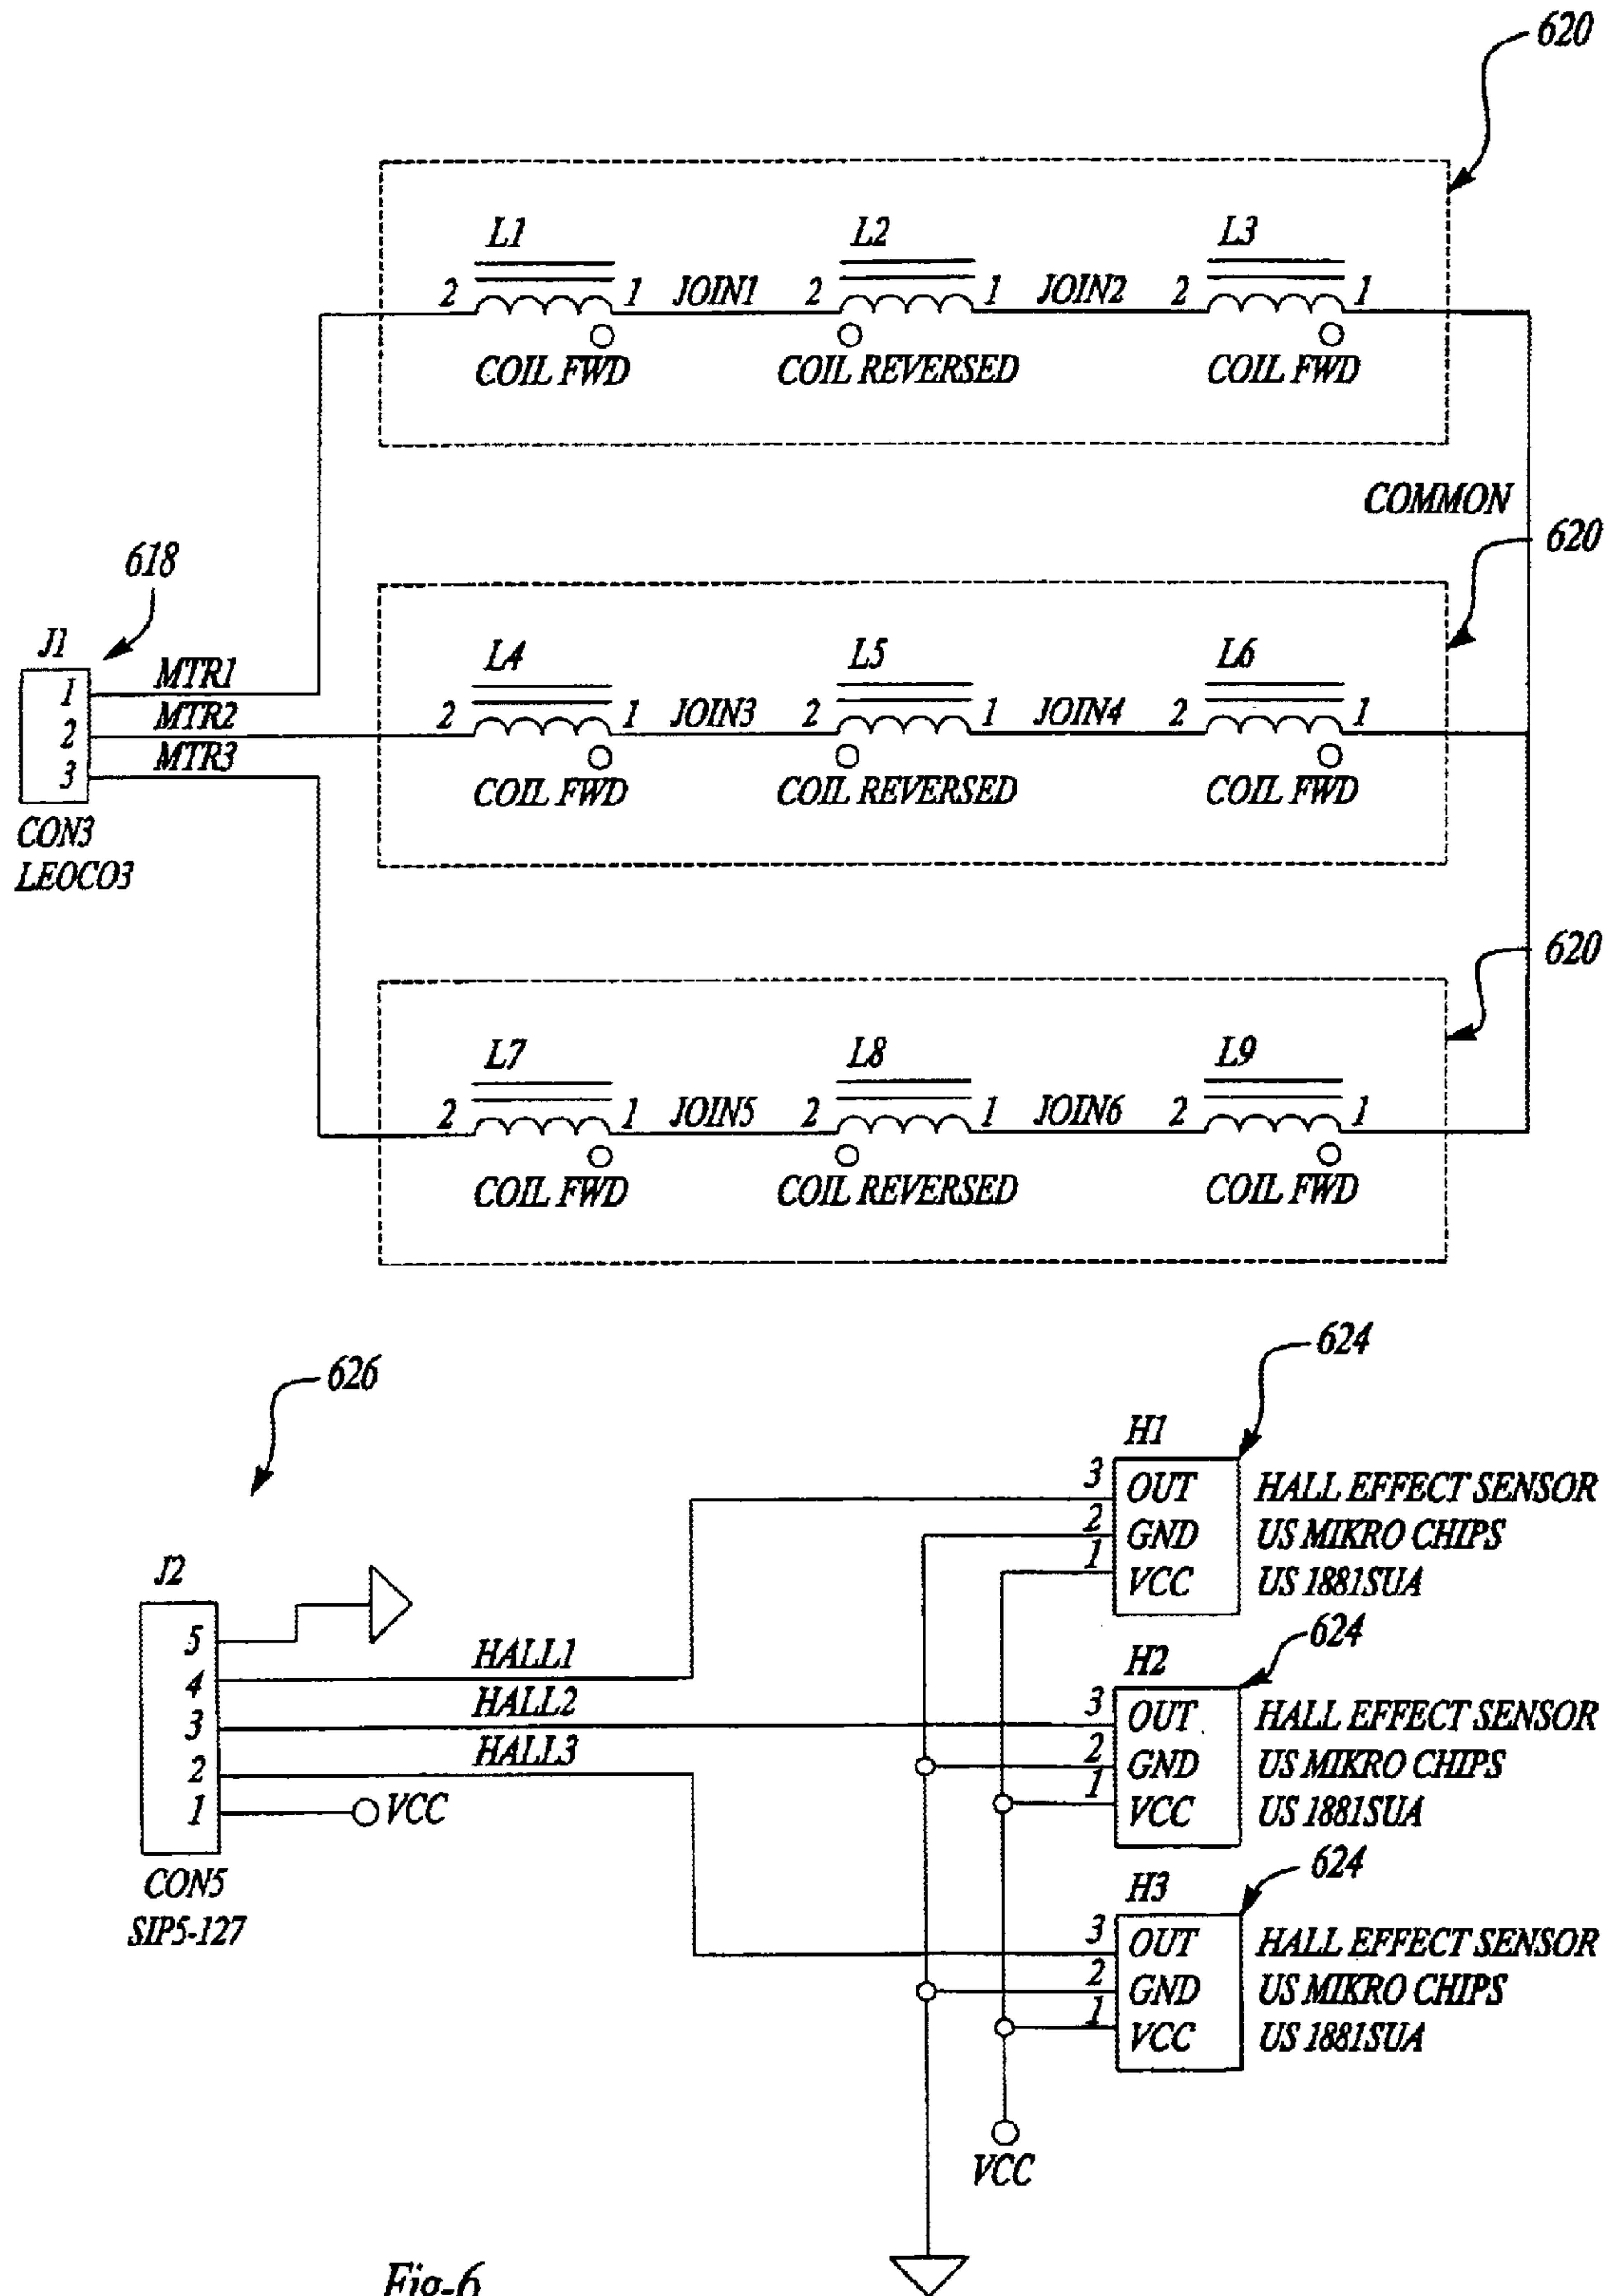 620
L1 L2 L3
2 1 JOIN1 2 1 JOIN2 2 1
COIL FWD COIL REVERSED COIL FWD
COMMON
620
618
J1
1 MTR1
2 MTR2
3 MTR3
CON3
LEOCO3
L4 L5 L6
2 1 JOIN3 2 1 JOIN4 2 1
COIL FWD COIL REVERSED COIL FWD
620
L7 L8 L9
2 1 JOIN5 2 1 JOIN6 2 1
COIL FWD COIL REVERSED COIL FWD
626
J2
5
4 HALL1
3 HALL2
2 HALL3
1 VCC
CON5
SIP5-127
624
H1
3 OUT HALL EFFECT SENSOR
2 GND US MIKRO CHIPS
1 VCC US 1881SUA
624
H2
3 OUT HALL EFFECT SENSOR
2 GND US MIKRO CHIPS
1 VCC US 1881SUA
624
H3
3 OUT HALL EFFECT SENSOR
2 GND US MIKRO CHIPS
1 VCC US 1881SUA
VCC
Fig-6